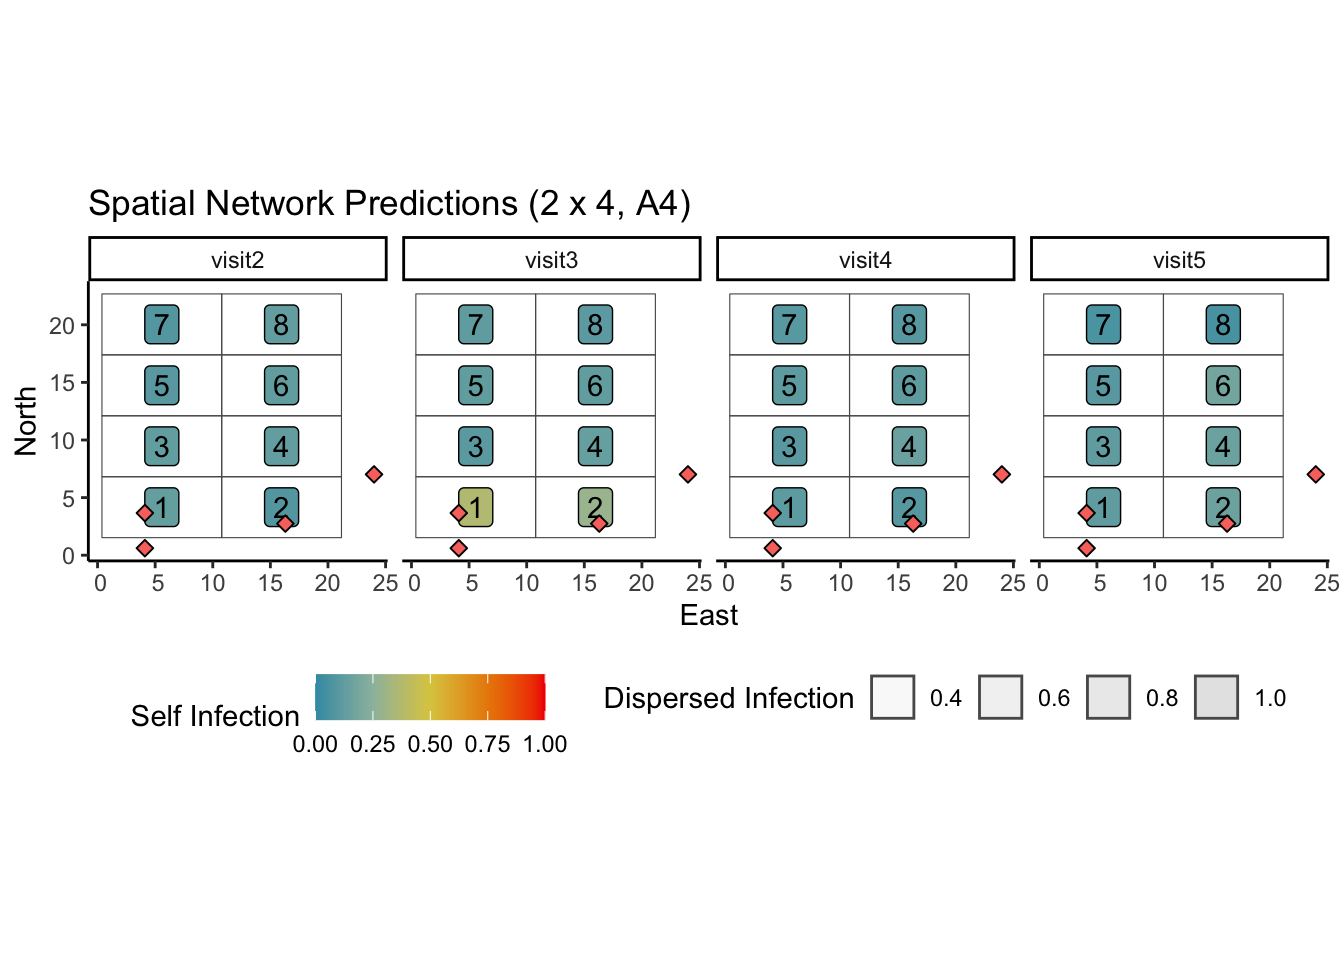 Spatial Network Predictions (2 x 4, A4)
visit2 visit3 visit4 visit5
20 7 8 7 8 7 8 7 8
15 5 6 5 6 5 6 5 6
North
10 3 4 3 4 3 4 3 4
5 1 2 1 2 1 2 1 2
0
0 5 10 15 20 25 0 5 10 15 20 25 0 5 10 15 20 25 0 5 10 15 20 25
East
Self Infection
0.00 0.25 0.50 0.75 1.00
Dispersed Infection 0.4 0.6 0.8 1.0